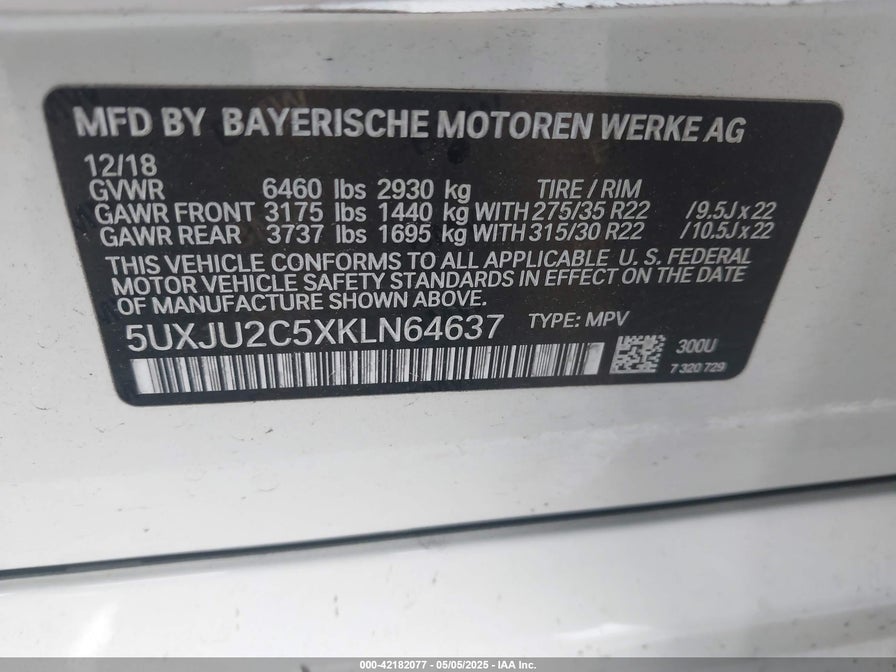 MFD BY BAYERISCHE MOTOREN WERKE AG
12/18
GVWR 6460 lbs 2930 kg TIRE / RIM
GAWR FRONT 3175 lbs 1440 kg WITH 275/35 R22 /9.5J x 22
GAWR REAR 3737 lbs 1695 kg WITH 315/30 R22 /10.5J x 22
THIS VEHICLE CONFORMS TO ALL APPLICABLE U. S. FEDERAL
MOTOR VEHICLE SAFETY STANDARDS IN EFFECT ON THE DATE
OF MANUFACTURE SHOWN ABOVE.
5UXJU2C5XKLN64637 TYPE: MPV
300U
7 320 729
000-42182077 - 05/05/2025 - IAA Inc.